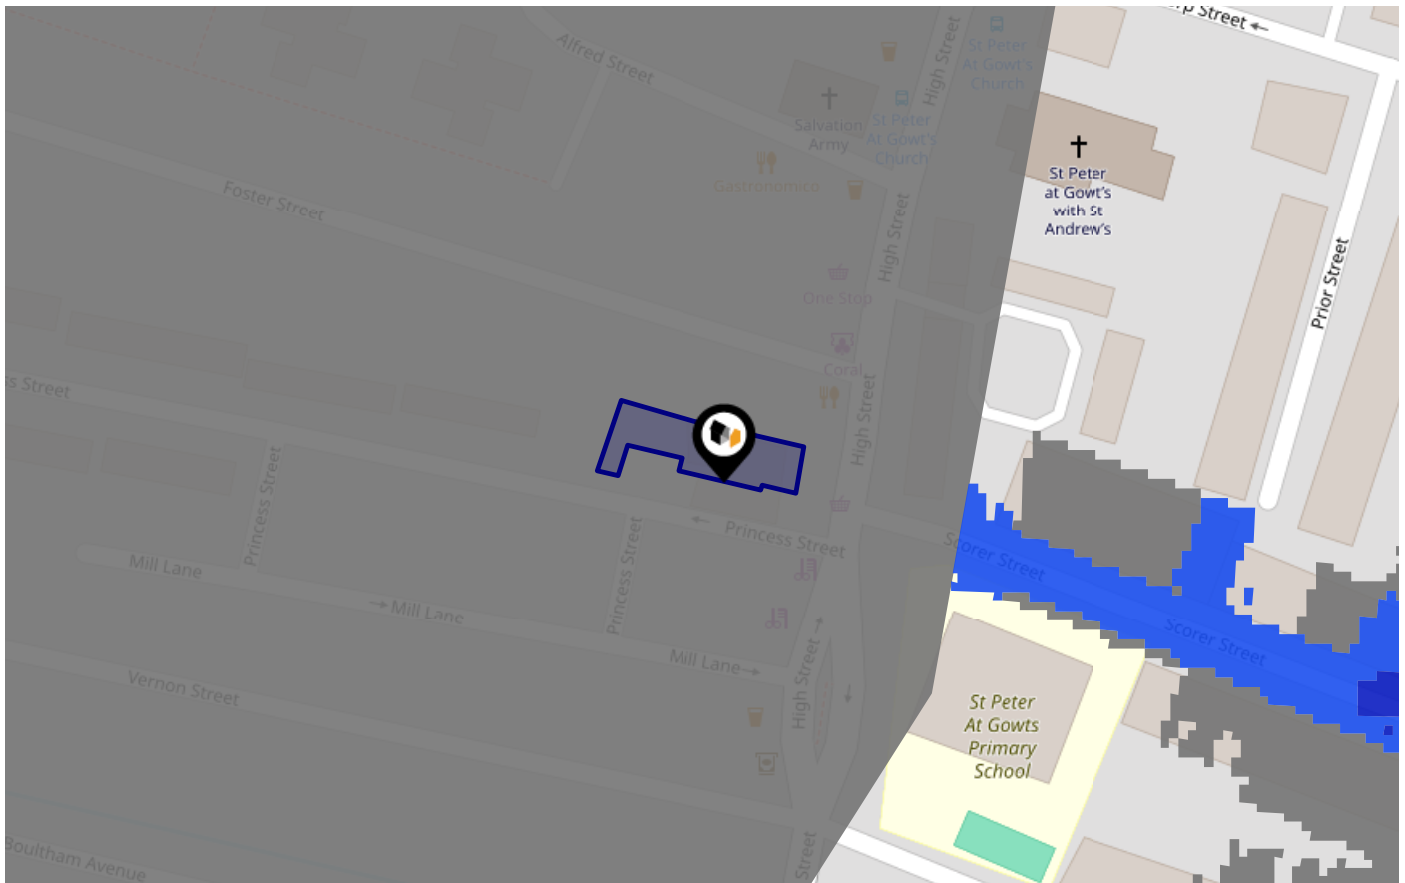 Alfred Street
High Street
St Peter
At Gowt's
Church
Salvation
Army
St Peter
At Gowt's
Church
Gastronomico
Foster Street
High Street
One Stop
Coral
High Street
Street
St Peter
at Gowt's
with St
Andrew's
Prior Street
Street
Princess Street
Princess Street
Princess Street
Scorer Street
Scorer Street
Mill Lane
Mill Lane
Mill Lane
High Street
Vernon Street
St Peter
At Gowts
Primary
School
Boultham Avenue
Street